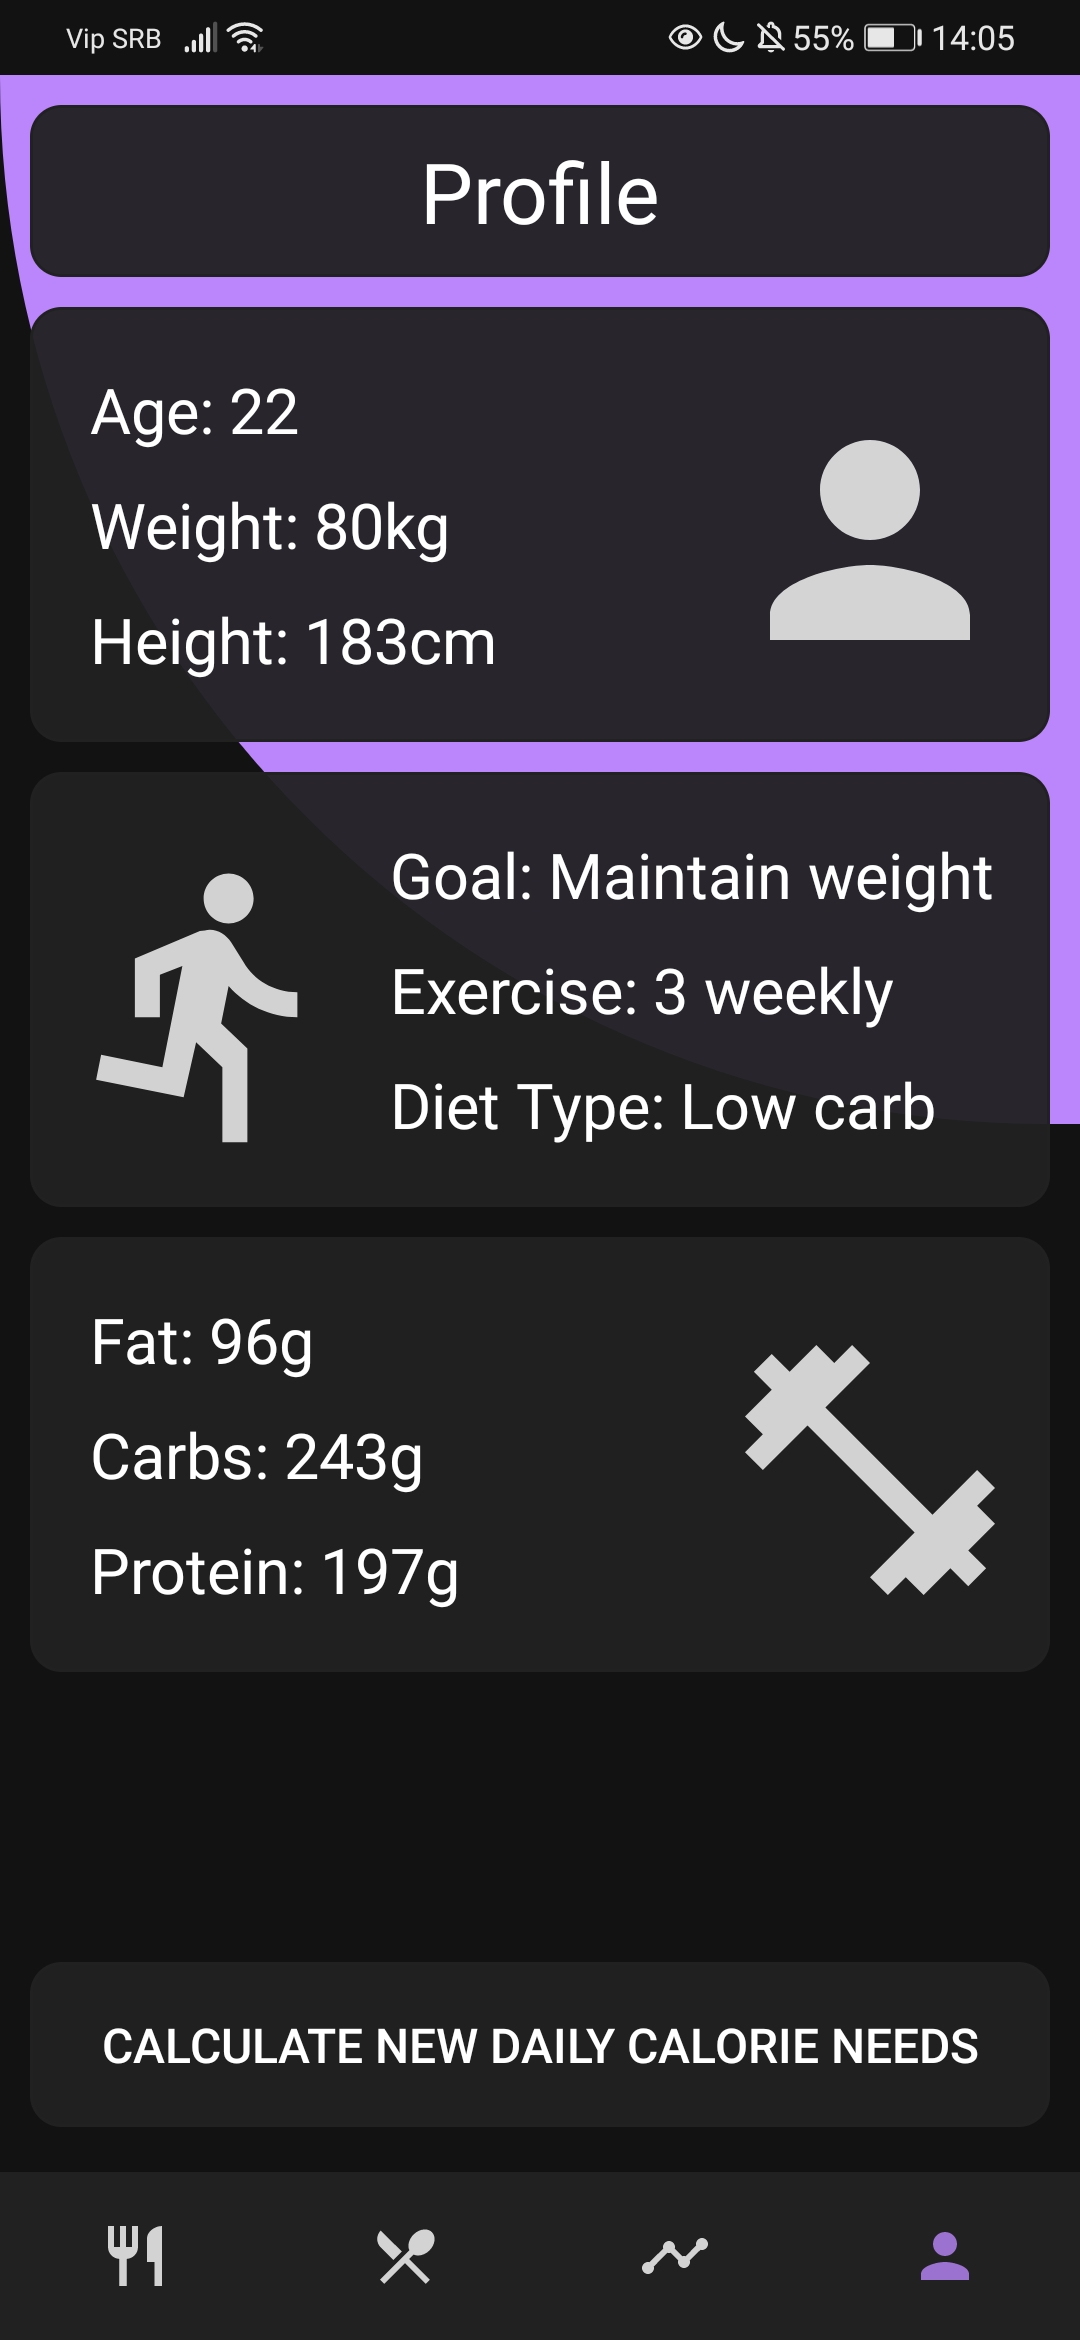 Vip SRB 55% 14:05
Profile
Age: 22
Weight: 80kg
Height: 183cm
Goal: Maintain weight
Exercise: 3 weekly
Diet Type: Low carb
Fat: 96g
Carbs: 243g
Protein: 197g
CALCULATE NEW DAILY CALORIE NEEDS